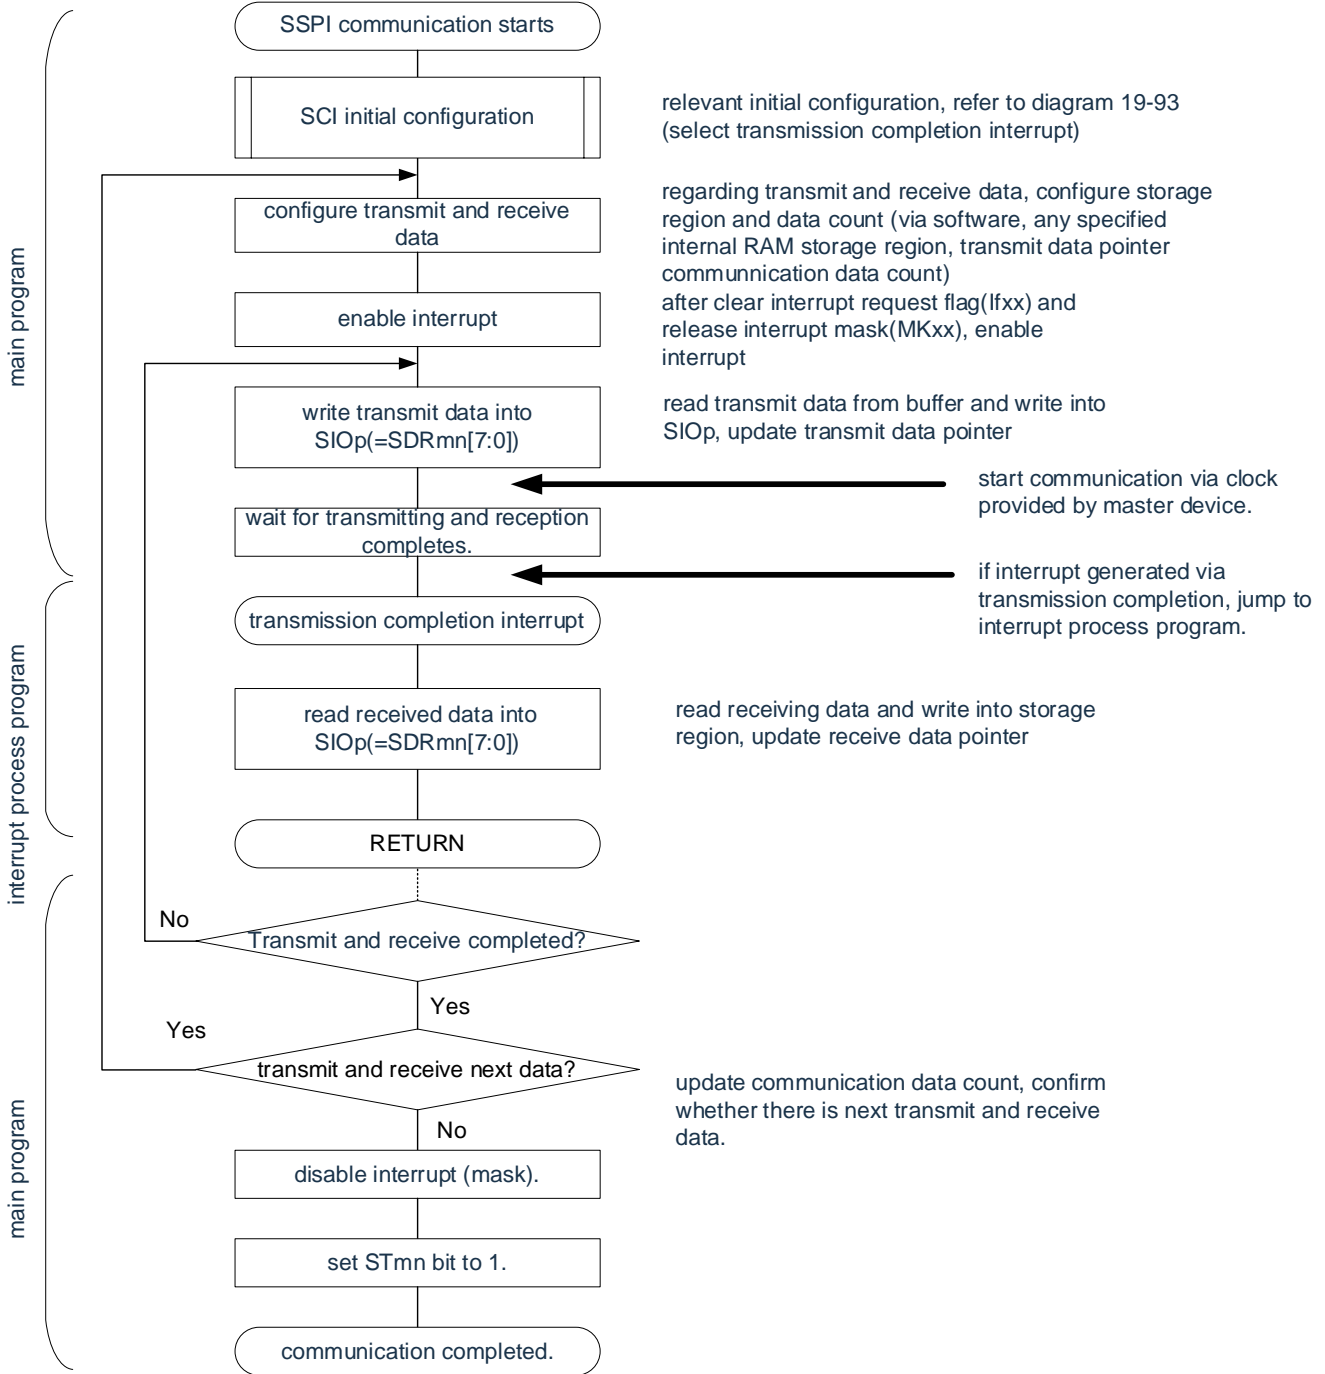 SSPI communication starts
SCI initial configuration
relevant initial configuration, refer to diagram 19-93
(select transmission completion interrupt)
configure transmit and receive
data
regarding transmit and receive data, configure storage
region and data count (via software, any specified
internal RAM storage region, transmit data pointer
communnication data count)
main program
enable interrupt
after clear interrupt request flag(Ifxx) and
release interrupt mask(MKxx), enable
interrupt
write transmit data into
SIOp(=SDRmn[7:0])
read transmit data from buffer and write into
SIOp, update transmit data pointer
start communication via clock
provided by master device.
wait for transmitting and reception
completes.
if interrupt generated via
transmission completion, jump to
interrupt process program.
transmission completion interrupt
interrupt process program
read received data into
SIOp(=SDRmn[7:0])
read receiving data and write into storage
region, update receive data pointer
RETURN
No
Transmit and receive completed?
Yes
Yes
transmit and receive next data?
update communication data count, confirm
whether there is next transmit and receive
data.
No
main program
disable interrupt (mask).
set STmn bit to 1.
communication completed.